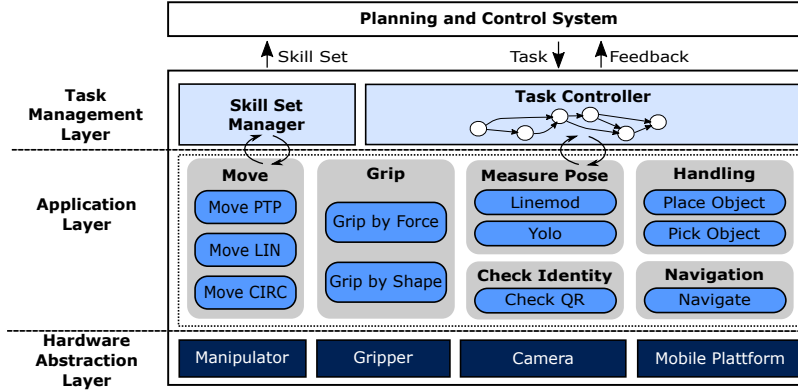 Planning and Control System
Skill Set
Task
Feedback
Task
Management
Layer
Skill Set
Manager
Task Controller
Application
Layer
Move
Move PTP
Move LIN
Move CIRC
Grip
Grip by Force
Grip by Shape
Measure Pose
Linemod
Yolo
Check Identity
Check QR
Handling
Place Object
Pick Object
Navigation
Navigate
Hardware
Abstraction
Layer
Manipulator
Gripper
Camera
Mobile Plattform